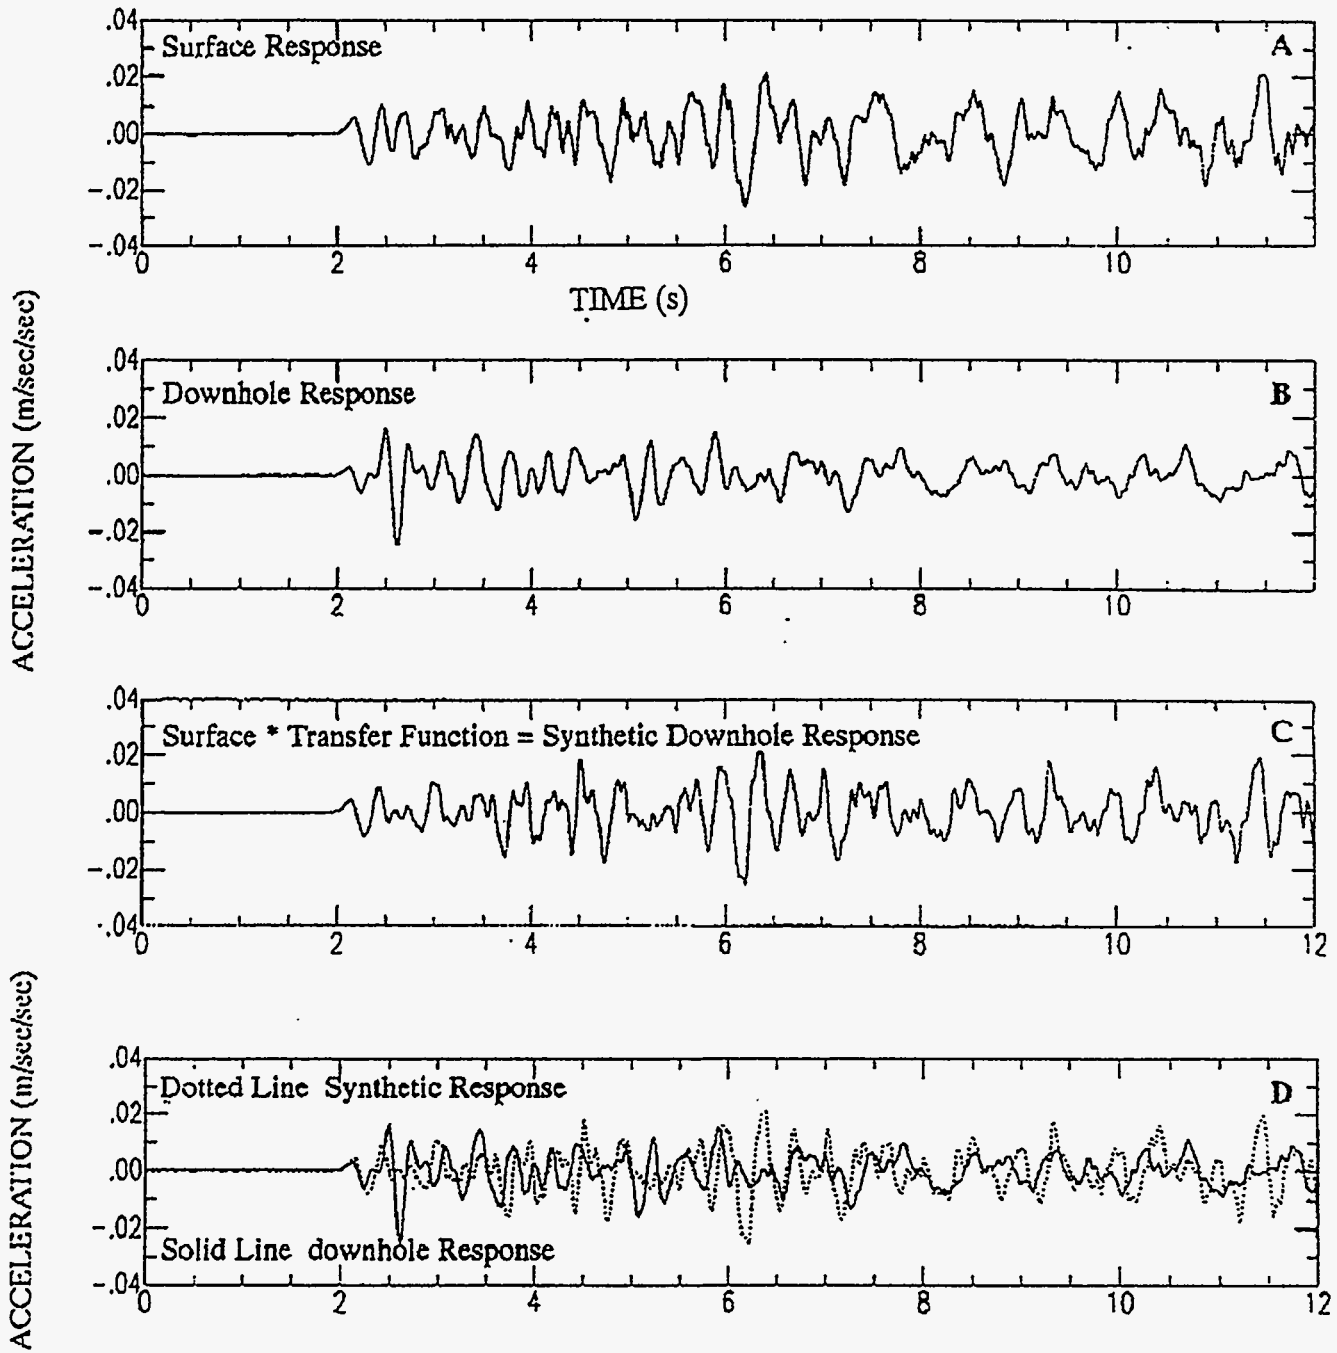 .04
Surface Response
A
.02
.00
-.02
-.04
0 2 4 6 8 10
TIME (s)
ACCELERATION (m/sec/sec)
.04
Downhole Response
B
.02
.00
-.02
-.04
0 2 4 6 8 10
.04
Surface * Transfer Function = Synthetic Downhole Response
C
.02
.00
-.02
-.04
0 2 4 6 8 10 12
ACCELERATION (m/sec/sec)
.04
Dotted Line Synthetic Response
D
.02
.00
-.02
Solid Line downhole Response
-.04
0 2 4 6 8 10 12